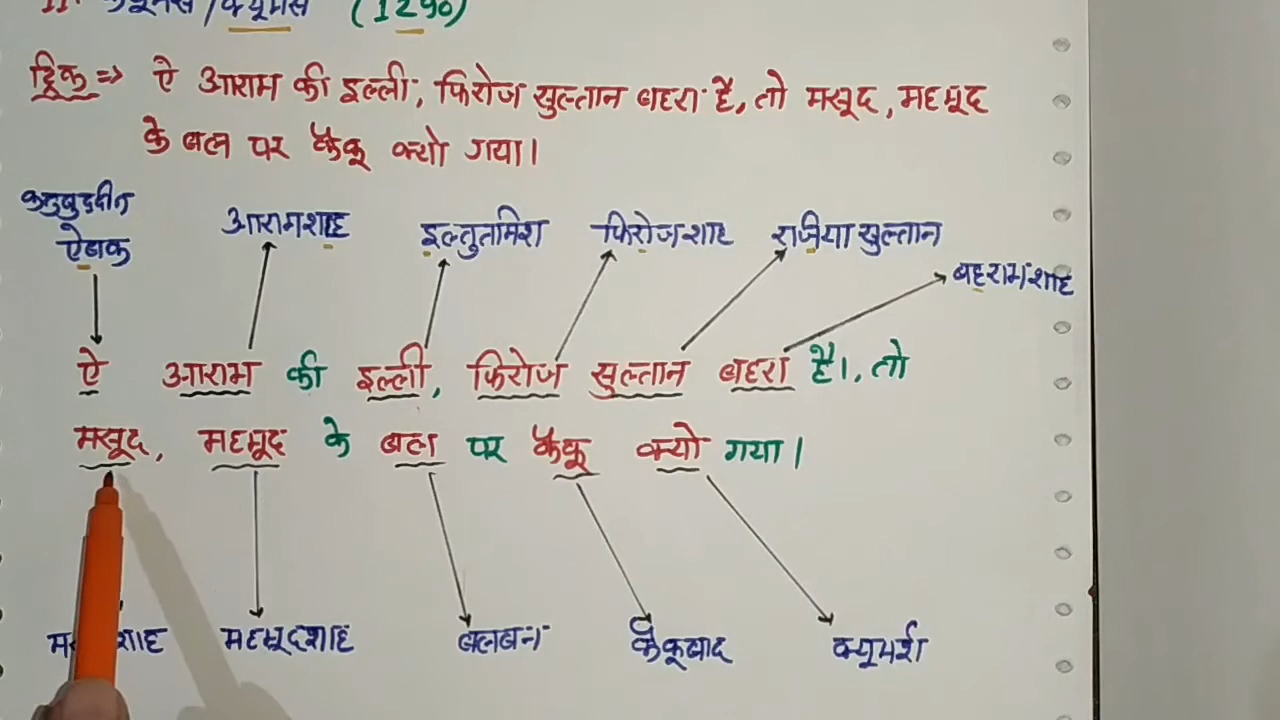 11. क्यूमर्स (1290)
ट्रिक => ऐ आराम की इल्ली, फिरोज सुल्तान बहरा है, तो मसूद, महमूद
के बल पर कैकू क्यो गया।
कुतुबुद्दीन
ऐबक आरामशाह इल्तुतमिश फिरोजशाह रजिया सुल्तान
बहरामशाह
ऐ आराम की इल्ली, फिरोज सुल्तान बहरा है।, तो
मसूद, महमूद के बल पर कैकू क्यो गया।
शाह महमूदशाह बलबन कैकूबाद क्यूमर्श